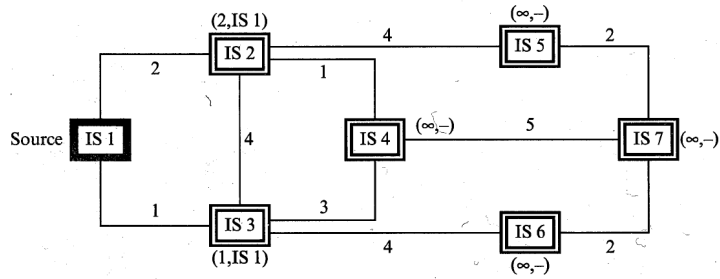 (2,IS 1)
(∞,–)
IS 2
4
IS 5
2
2
1
Source
IS 1
4
IS 4
(∞,–)
5
IS 7
(∞,–)
1
IS 3
3
4
IS 6
2
(1,IS 1)
(∞,–)